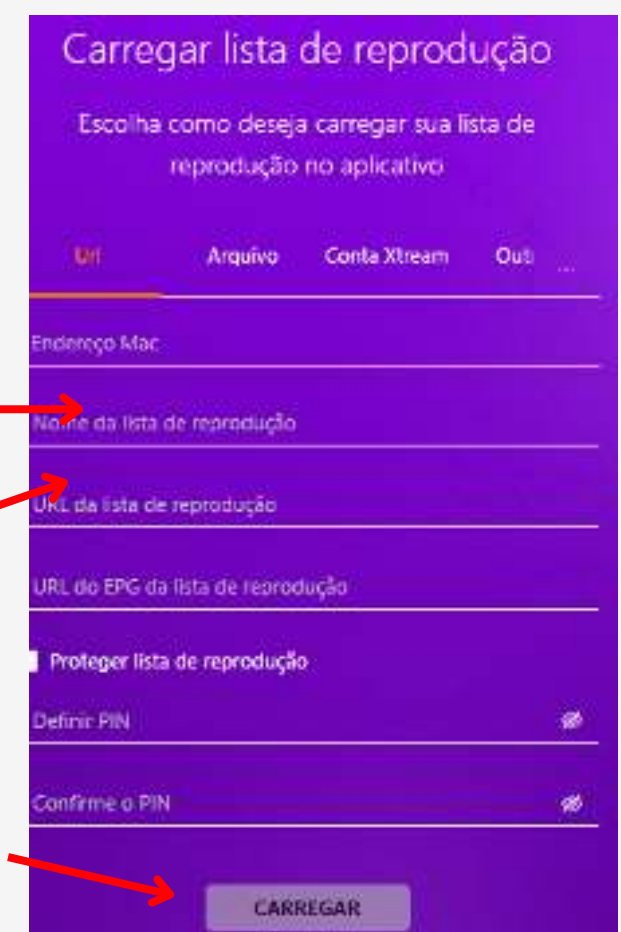 Carregar lista de reprodução
Escolha como deseja carregar sua lista de
reprodução no aplicativo
Url Arquivo Conta Xtream Out ...
Endereço Mac
Nome da lista de reprodução
URL da lista de reprodução
URL do EPG da lista de reprodução
Proteger lista de reprodução
Definir PIN
Confirme o PIN
CARREGAR